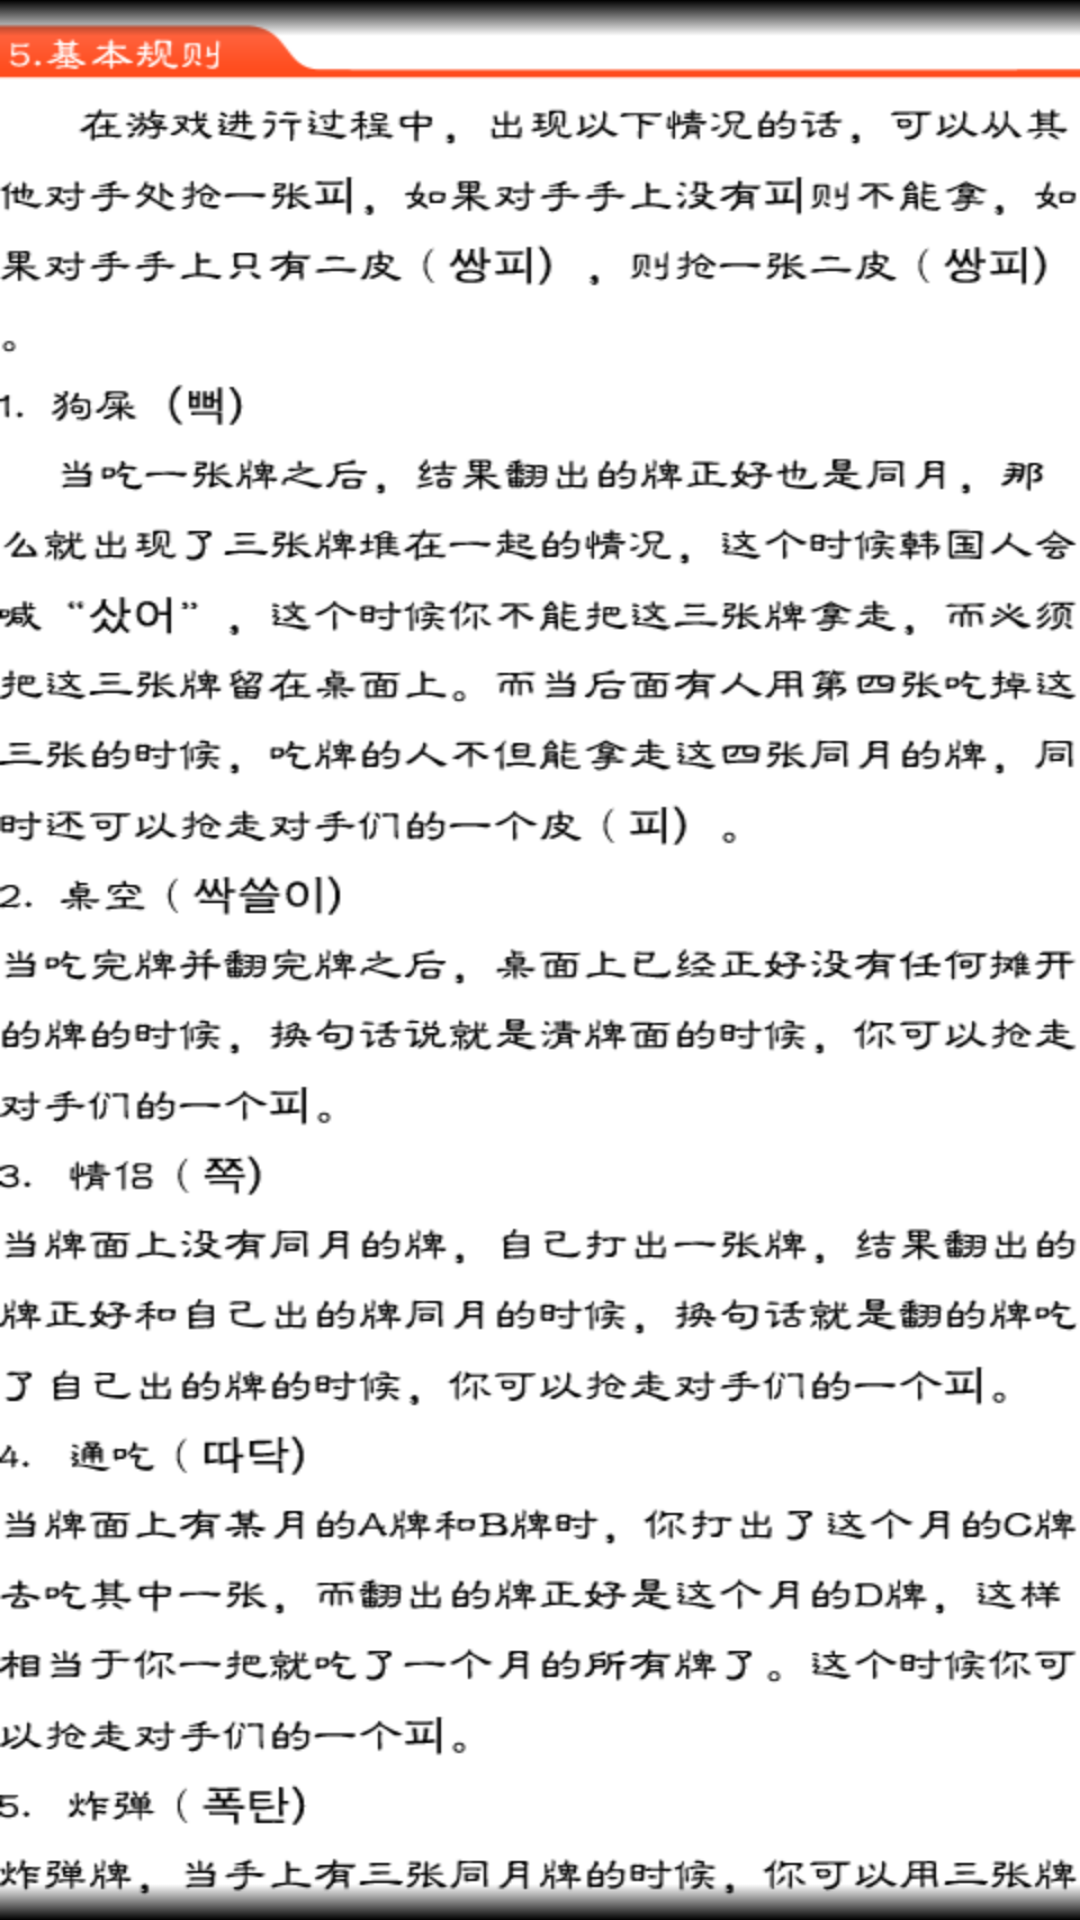 5.基本规则
在游戏进行过程中，出现以下情况的话，可以从其
他对手处抢一张피，如果对手手上没有피则不能拿，如
果对手手上只有二皮（쌍피），则抢一张二皮（쌍피）
。
1. 狗屎（뻑）
当吃一张牌之后，结果翻出的牌正好也是同月，那
么就出现了三张牌堆在一起的情况，这个时候韩国人会
喊“샀어”，这个时候你不能把这三张牌拿走，而必须
把这三张牌留在桌面上。而当后面有人用第四张吃掉这
三张的时候，吃牌的人不但能拿走这四张同月的牌，同
时还可以抢走对手们的一个皮（피）。
2. 桌空（싹쓸이）
当吃完牌并翻完牌之后，桌面上已经正好没有任何摊开
的牌的时候，换句话说就是清牌面的时候，你可以抢走
对手们的一个피。
3. 情侣（쪽）
当牌面上没有同月的牌，自己打出一张牌，结果翻出的
牌正好和自己出的牌同月的时候，换句话就是翻的牌吃
了自己出的牌的时候，你可以抢走对手们的一个피。
4. 通吃（따닥）
当牌面上有某月的A牌和B牌时，你打出了这个月的C牌
去吃其中一张，而翻出的牌正好是这个月的D牌，这样
相当于你一把就吃了一个月的所有牌了。这个时候你可
以抢走对手们的一个피。
5. 炸弹（폭탄）
炸弹牌，当手上有三张同月牌的时候，你可以用三张牌